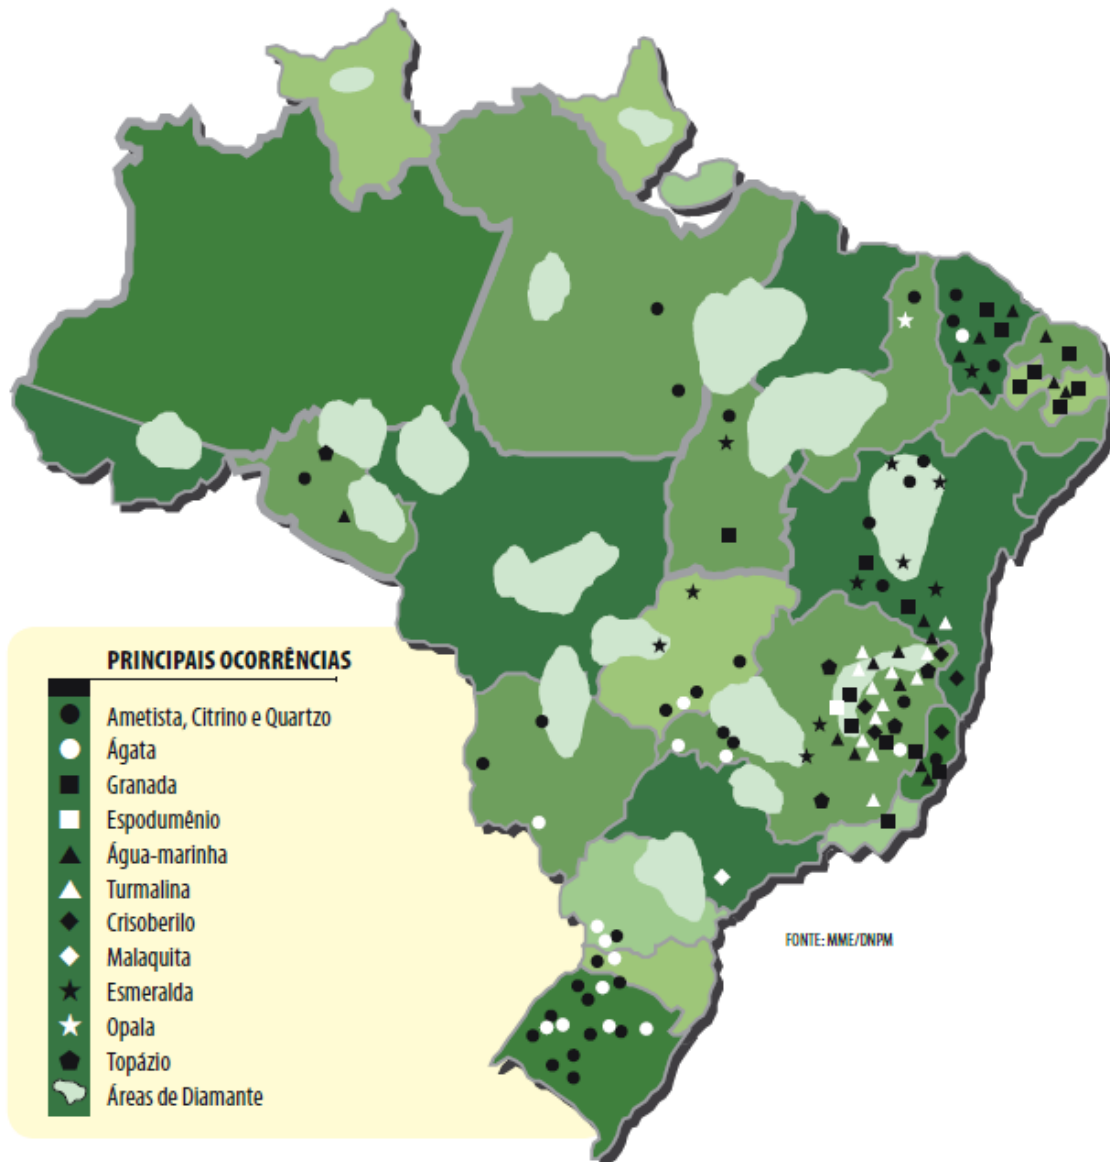 PRINCIPAIS OCORRÊNCIAS
Ametista, Citrino e Quartzo
Ágata
Granada
Espodumênio
Água-marinha
Turmalina
Crisoberilo
Malaquita
Esmeralda
Opala
Topázio
Áreas de Diamante
FONTE: MME/DNPM